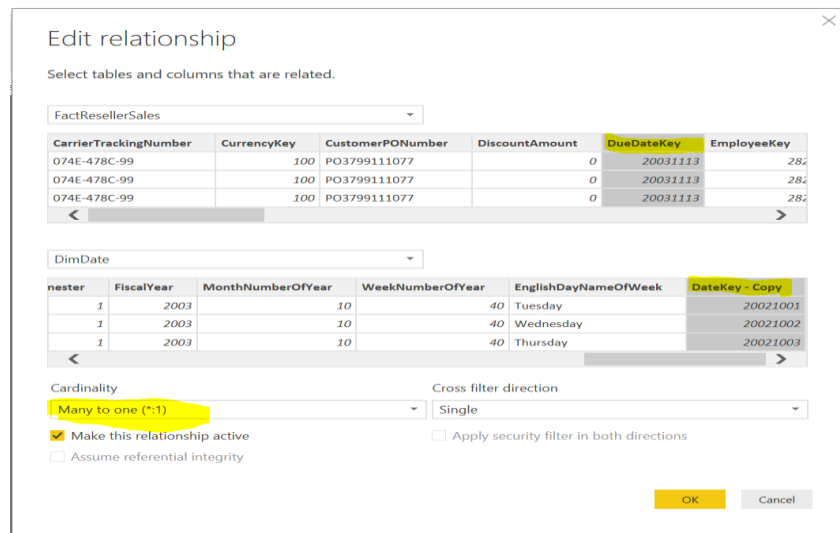 Edit relationship
Select tables and columns that are related.
FactResellerSales
CarrierTrackingNumber CurrencyKey CustomerPONumber DiscountAmount DueDateKey EmployeeKey
074E-478C-99 100 PO3799111077 0 20031113 282
074E-478C-99 100 PO3799111077 0 20031113 282
074E-478C-99 100 PO3799111077 0 20031113 282
DimDate
nester FiscalYear MonthNumberOfYear WeekNumberOfYear EnglishDayNameOfWeek DateKey - Copy
1 2003 10 40 Tuesday 20021001
1 2003 10 40 Wednesday 20021002
1 2003 10 40 Thursday 20021003
Cardinality Cross filter direction
Many to one (*:1) Single
Make this relationship active Apply security filter in both directions
Assume referential integrity
OK Cancel